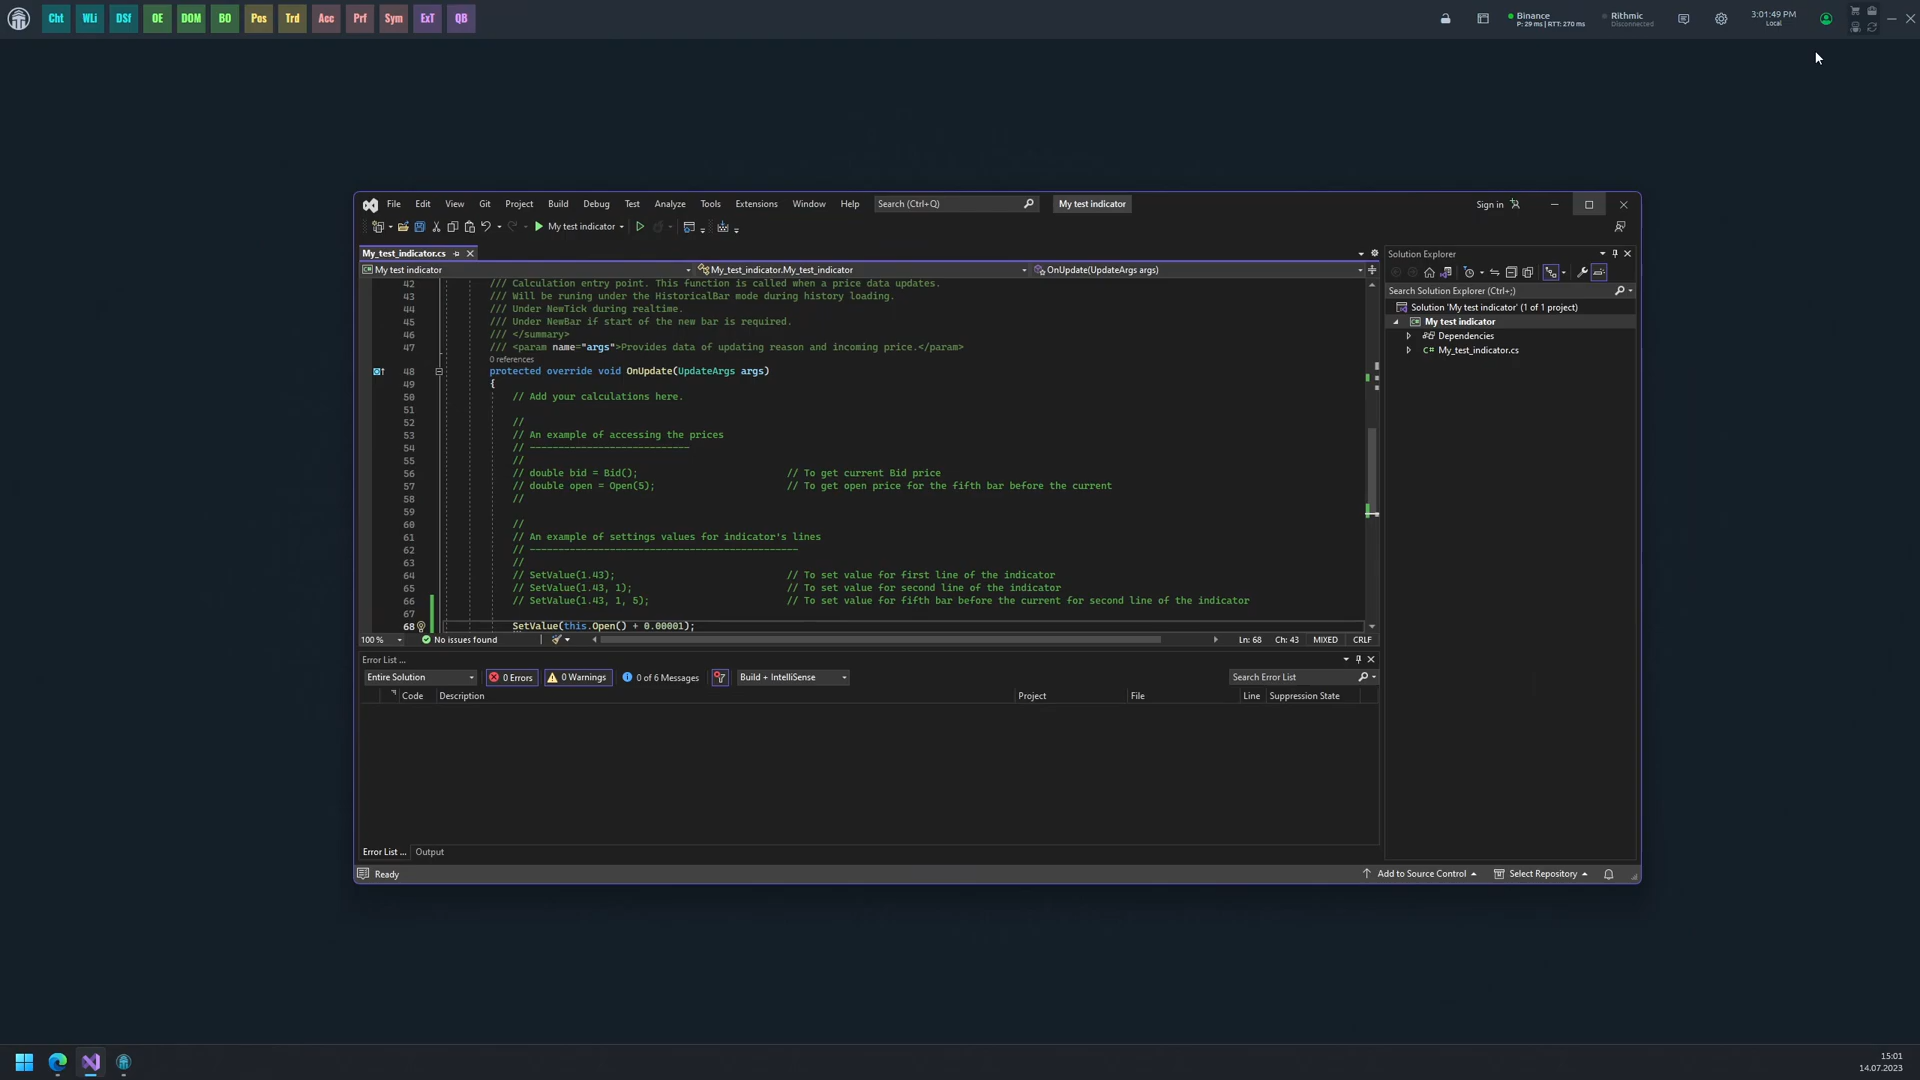 Cht WLi DSf OE DOM BO Pos Trd Acc Prf Sym ExT QB
Binance
P: 29 ms | RTT: 270 ms
Rithmic
Disconnected
3:01:49 PM
Local
File Edit View Git Project Build Debug Test Analyze Tools Extensions Window Help Search (Ctrl+Q) My test indicator Sign in
My test indicator
My_test_indicator.cs
My test indicator My_test_indicator.My_test_indicator OnUpdate(UpdateArgs args)
42 /// Calculation entry point. This function is called when a price data updates.
43 /// Will be runing under the HistoricalBar mode during history loading.
44 /// Under NewTick during realtime.
45 /// Under NewBar if start of the new bar is required.
46 /// </summary>
47 /// <param name="args">Provides data of updating reason and incoming price.</param>
0 references
48 protected override void OnUpdate(UpdateArgs args)
49 {
50 // Add your calculations here.
51
52 //
53 // An example of accessing the prices
54 // ----------------------------
55 //
56 // double bid = Bid(); // To get current Bid price
57 // double open = Open(5); // To get open price for the fifth bar before the current
58 //
59
60 //
61 // An example of settings values for indicator's lines
62 // -----------------------------------------------
63 //
64 // SetValue(1.43); // To set value for first line of the indicator
65 // SetValue(1.43, 1); // To set value for second line of the indicator
66 // SetValue(1.43, 1, 5); // To set value for fifth bar before the current for second line of the indicator
67
68 SetValue(this.Open() + 0.00001);
100 % No issues found Ln: 68 Ch: 43 MIXED CRLF
Error List ...
Entire Solution 0 Errors 0 Warnings 0 of 6 Messages Build + IntelliSense Search Error List
Code Description Project File Line Suppression State
Error List ... Output
Ready Add to Source Control Select Repository
Solution Explorer
Search Solution Explorer (Ctrl+;)
Solution 'My test indicator' (1 of 1 project)
My test indicator
Dependencies
C# My_test_indicator.cs
15:01
14.07.2023